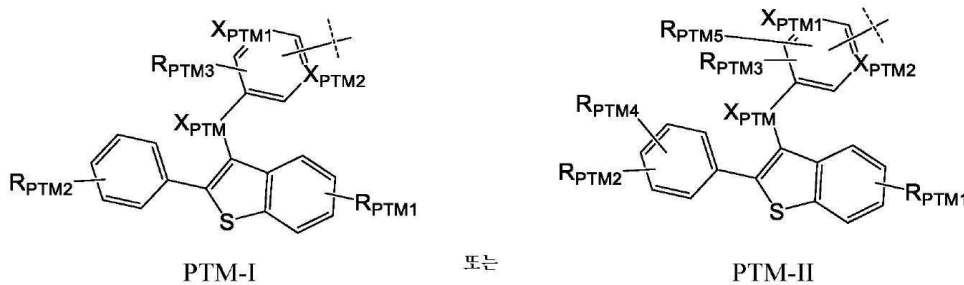 X_PTM1
R_PTM3
X_PTM2
X_PTM
R_PTM2
S
R_PTM1
PTM-I
또는
X_PTM1
R_PTM5
R_PTM3
X_PTM2
R_PTM4
X_PTM
R_PTM2
S
R_PTM1
PTM-II